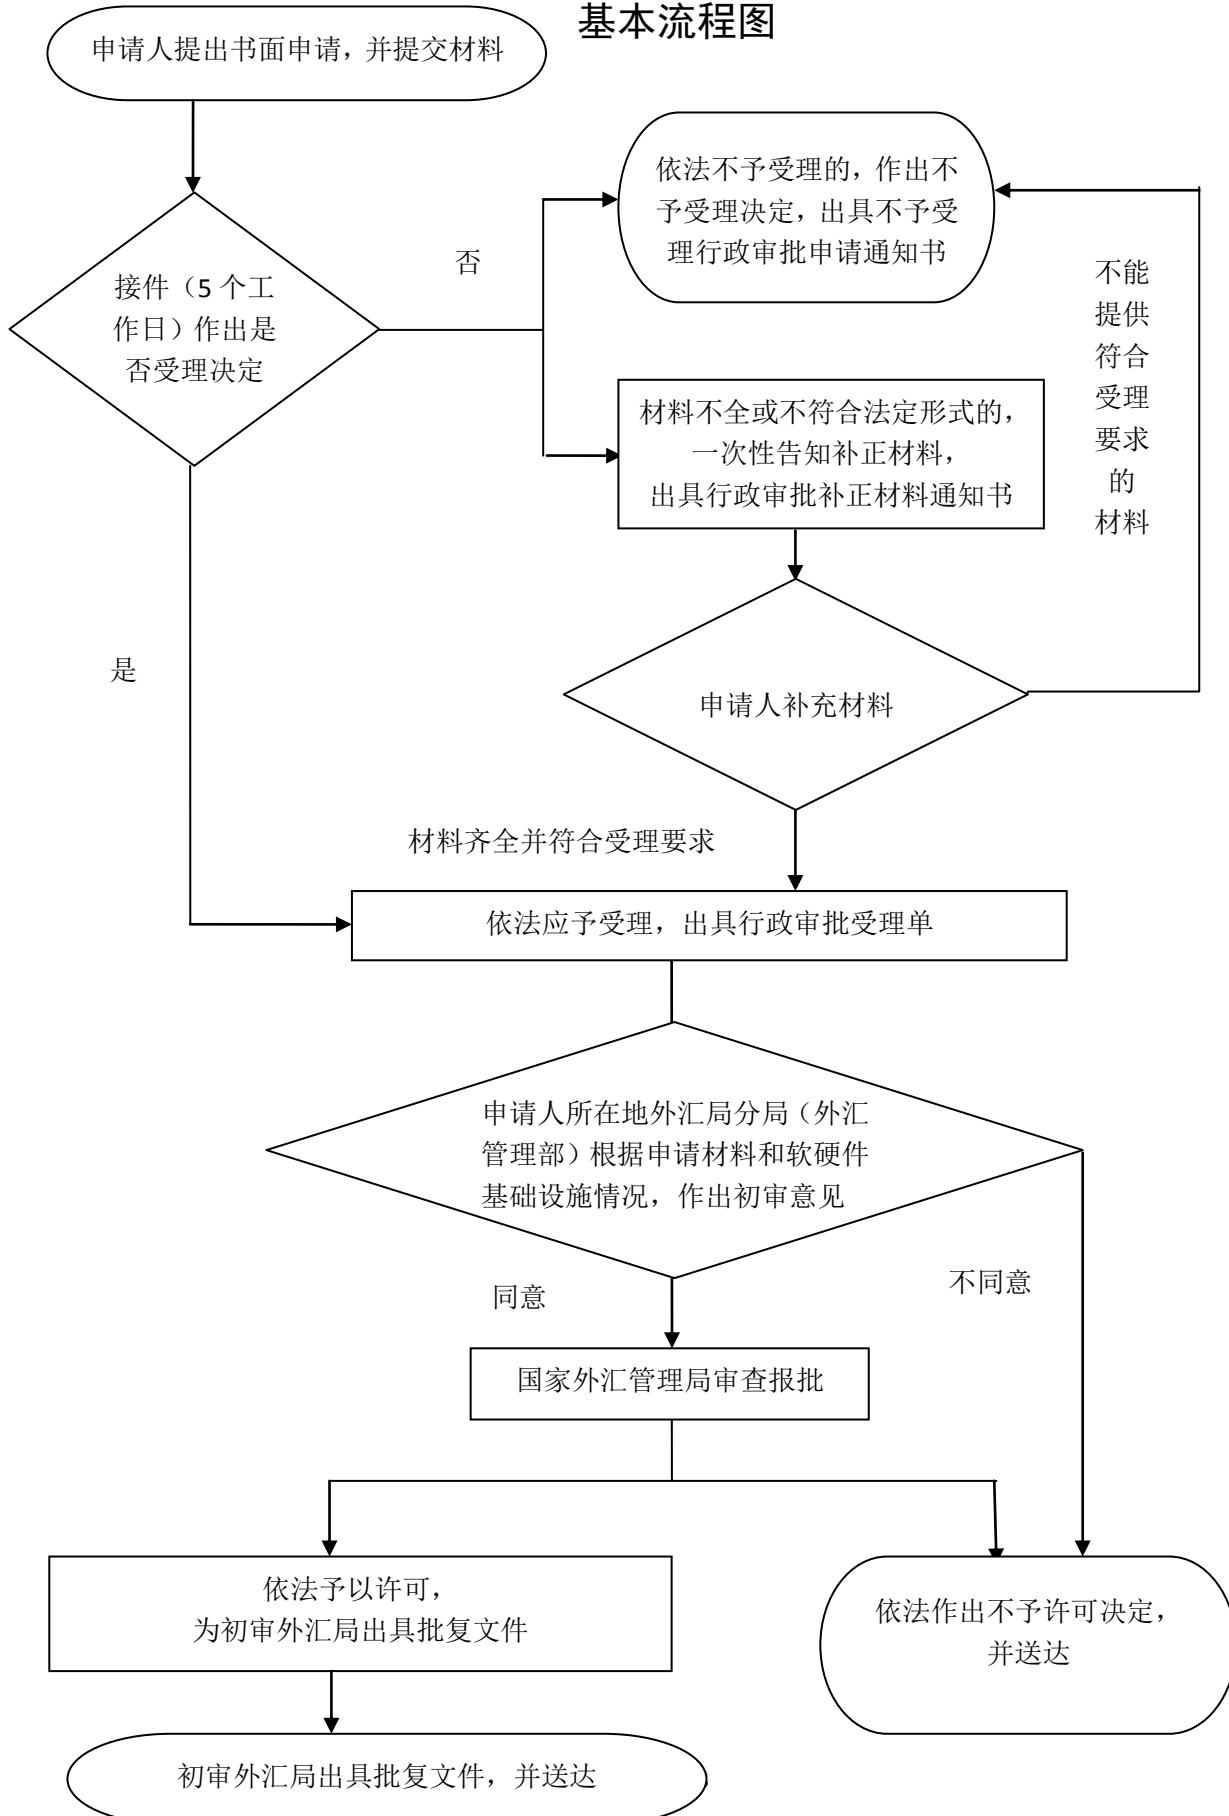 基本流程图
申请人提出书面申请，并提交材料
依法不予受理的，作出不
予受理决定，出具不予受
理行政审批申请通知书
否
接件（5 个工
作日）作出是
否受理决定
不能
提供
符合
受理
要求
的
材料
材料不全或不符合法定形式的，
一次性告知补正材料，
出具行政审批补正材料通知书
是
申请人补充材料
材料齐全并符合受理要求
依法应予受理，出具行政审批受理单
申请人所在地外汇局分局（外汇
管理部）根据申请材料和软硬件
基础设施情况，作出初审意见
同意
不同意
国家外汇管理局审查报批
依法予以许可，
为初审外汇局出具批复文件
依法作出不予许可决定，
并送达
初审外汇局出具批复文件，并送达